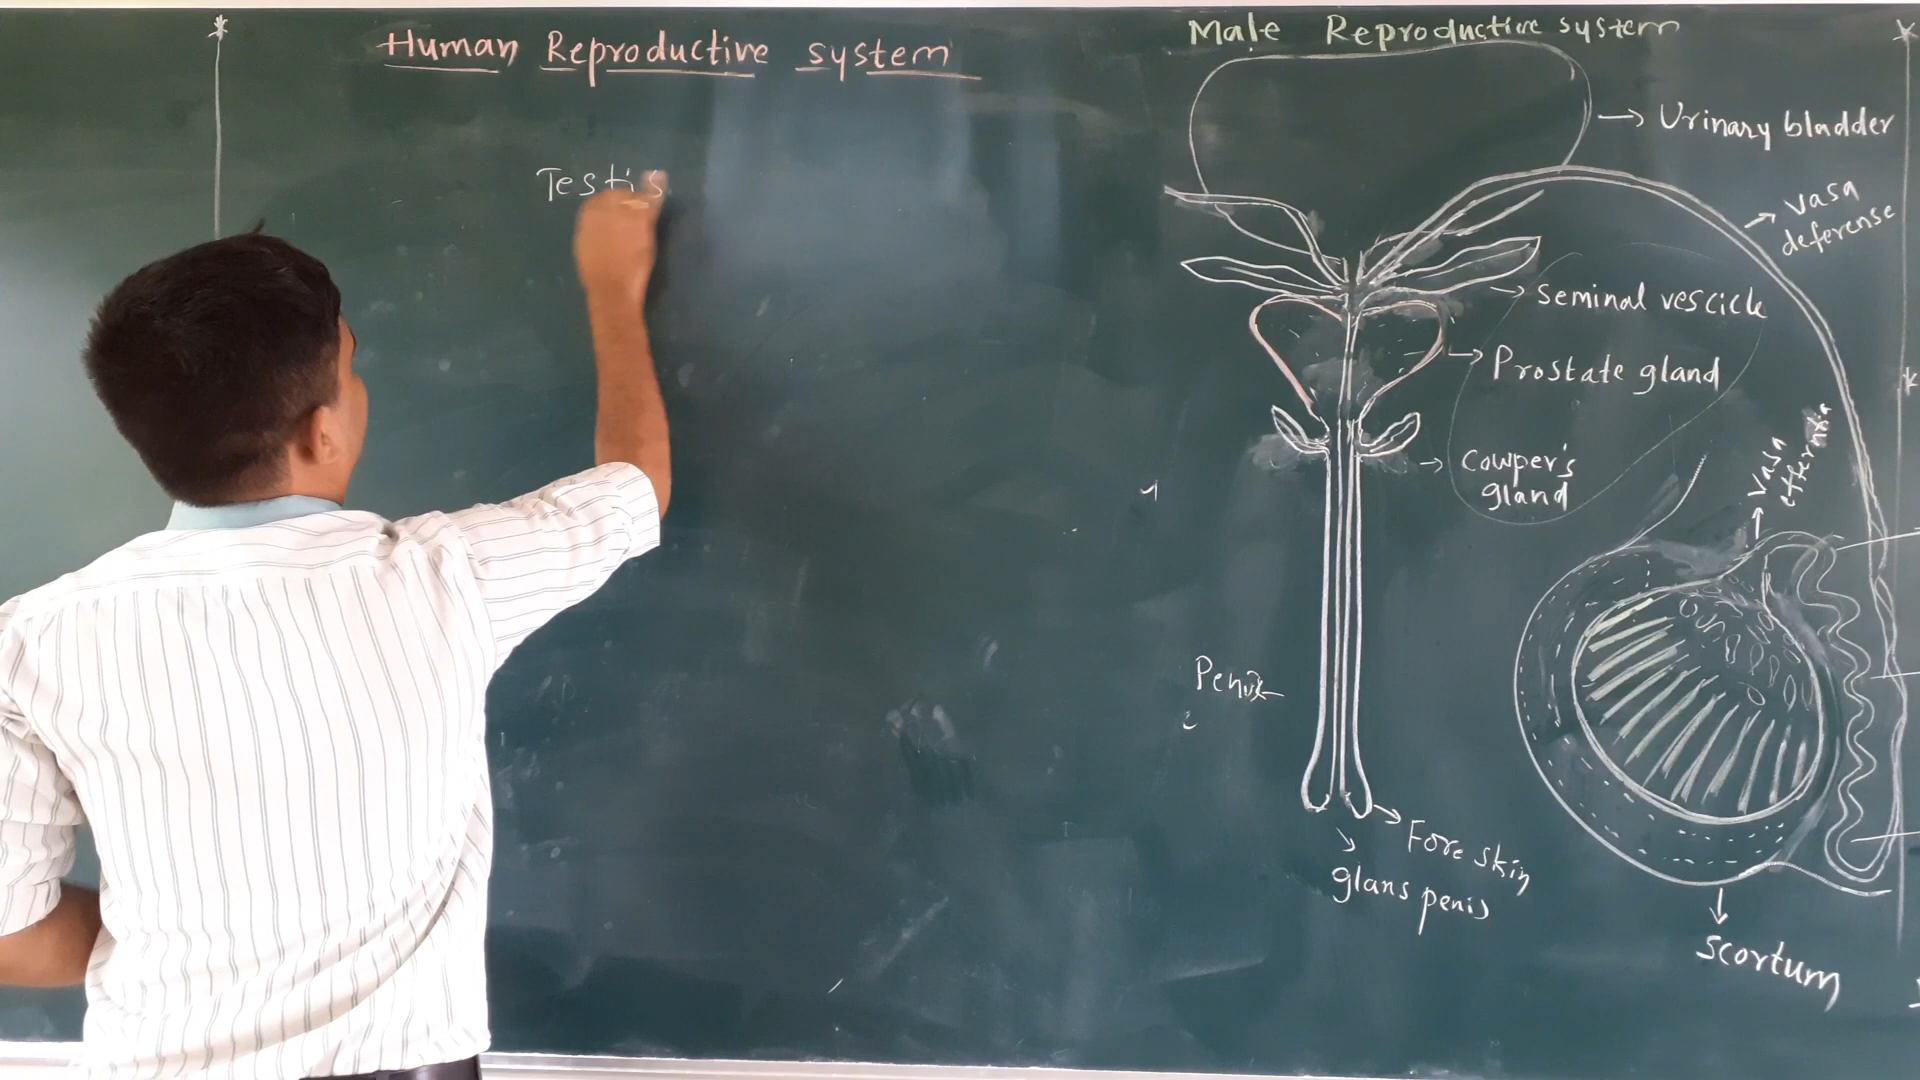 Human Reproductive system
Testis
Male Reproductive system
Urinary bladder
vasa
deferense
seminal vescicle
Prostate gland
Cowper's
gland
vasa
Penis
Fore skin
glans penis
scortum